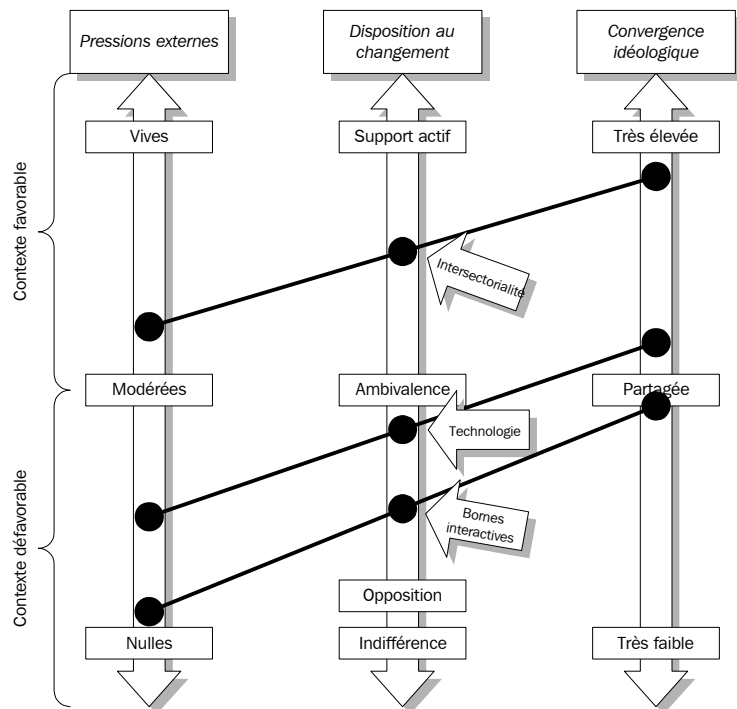 Pressions externes
Disposition au
changement
Convergence
idéologique
Vives
Support actif
Très élevée
Contexte favorable
Intersectorialité
Modérées
Ambivalence
Partagée
Technologie
Contexte défavorable
Bornes
interactives
Opposition
Nulles
Indifférence
Très faible